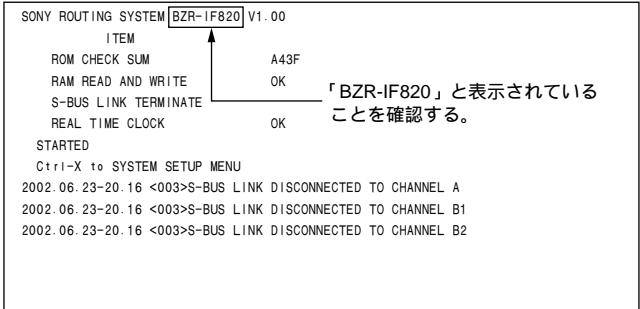 SONY ROUTING SYSTEM BZR-IF820 V1.00
ITEM
ROM CHECK SUM A43F
RAM READ AND WRITE OK
S-BUS LINK TERMINATE
REAL TIME CLOCK OK
「BZR-IF820」と表示されている
ことを確認する。
STARTED
Ctrl-X to SYSTEM SETUP MENU
2002.06.23-20.16 <003>S-BUS LINK DISCONNECTED TO CHANNEL A
2002.06.23-20.16 <003>S-BUS LINK DISCONNECTED TO CHANNEL B1
2002.06.23-20.16 <003>S-BUS LINK DISCONNECTED TO CHANNEL B2